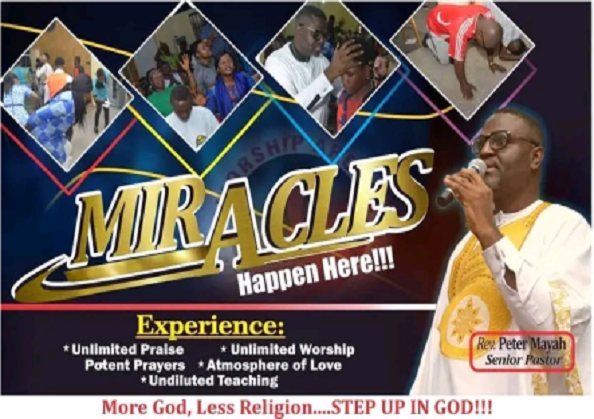 WORSHIP
MIRACLES
Happen Here!!!
Experience:
*Unlimited Praise *Unlimited Worship
Potent Prayers *Atmosphere of Love
*Undiluted Teaching
Rev. Peter Mayah
Senior Pastor
More God, Less Religion....STEP UP IN GOD!!!